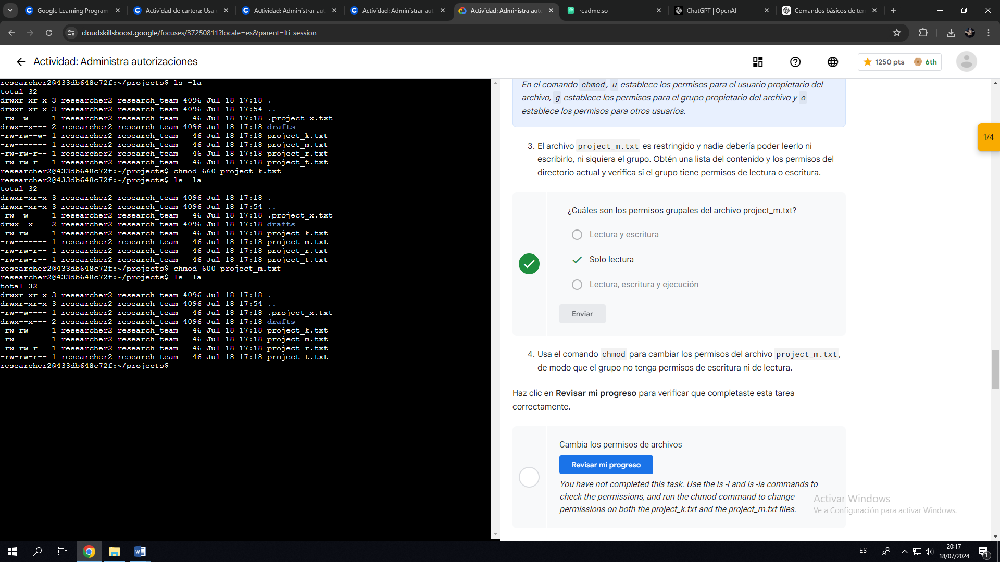 Google Learning Program
Actividad de cartera: Usa
Actividad: Administrar aut
Actividad: Administrar aut
Actividad: Administra auto
readme.so
ChatGPT | OpenAI
Comandos básicos de ter
cloudskillsboost.google/focuses/37250811?locale=es&parent=lti_session
Actividad: Administra autorizaciones
1250 pts
6th
researcher2@433db648c72f:~/projects$ ls -la
total 32
drwxr-xr-x 3 researcher2 research_team 4096 Jul 18 17:18 .
drwxr-xr-x 3 researcher2 research_team 4096 Jul 18 17:54 ..
-rw--w---- 1 researcher2 research_team   46 Jul 18 17:18 .project_x.txt
drwx--x--- 2 researcher2 research_team 4096 Jul 18 17:18 drafts
-rw-rw--w- 1 researcher2 research_team   46 Jul 18 17:18 project_k.txt
-rw------- 1 researcher2 research_team   46 Jul 18 17:18 project_m.txt
-rw-rw-r-- 1 researcher2 research_team   46 Jul 18 17:18 project_r.txt
-rw-rw-r-- 1 researcher2 research_team   46 Jul 18 17:18 project_t.txt
researcher2@433db648c72f:~/projects$ chmod 660 project_k.txt
researcher2@433db648c72f:~/projects$ ls -la
total 32
drwxr-xr-x 3 researcher2 research_team 4096 Jul 18 17:18 .
drwxr-xr-x 3 researcher2 research_team 4096 Jul 18 17:54 ..
-rw--w---- 1 researcher2 research_team   46 Jul 18 17:18 .project_x.txt
drwx--x--- 2 researcher2 research_team 4096 Jul 18 17:18 drafts
-rw-rw---- 1 researcher2 research_team   46 Jul 18 17:18 project_k.txt
-rw------- 1 researcher2 research_team   46 Jul 18 17:18 project_m.txt
-rw-rw-r-- 1 researcher2 research_team   46 Jul 18 17:18 project_r.txt
-rw-rw-r-- 1 researcher2 research_team   46 Jul 18 17:18 project_t.txt
researcher2@433db648c72f:~/projects$ chmod 600 project_m.txt
researcher2@433db648c72f:~/projects$ ls -la
total 32
drwxr-xr-x 3 researcher2 research_team 4096 Jul 18 17:18 .
drwxr-xr-x 3 researcher2 research_team 4096 Jul 18 17:54 ..
-rw--w---- 1 researcher2 research_team   46 Jul 18 17:18 .project_x.txt
drwx--x--- 2 researcher2 research_team 4096 Jul 18 17:18 drafts
-rw-rw---- 1 researcher2 research_team   46 Jul 18 17:18 project_k.txt
-rw------- 1 researcher2 research_team   46 Jul 18 17:18 project_m.txt
-rw-rw-r-- 1 researcher2 research_team   46 Jul 18 17:18 project_r.txt
-rw-rw-r-- 1 researcher2 research_team   46 Jul 18 17:18 project_t.txt
researcher2@433db648c72f:~/projects$
En el comando chmod, u establece los permisos para el usuario propietario del
archivo, g establece los permisos para el grupo propietario del archivo y o
establece los permisos para otros usuarios.
1/4
3. El archivo project_m.txt es restringido y nadie debería poder leerlo ni
escribirlo, ni siquiera el grupo. Obtén una lista del contenido y los permisos del
directorio actual y verifica si el grupo tiene permisos de lectura o escritura.
¿Cuáles son los permisos grupales del archivo project_m.txt?
Lectura y escritura
Solo lectura
Lectura, escritura y ejecución
Enviar
4. Usa el comando chmod para cambiar los permisos del archivo project_m.txt,
de modo que el grupo no tenga permisos de escritura ni de lectura.
Haz clic en Revisar mi progreso para verificar que completaste esta tarea
correctamente.
Cambia los permisos de archivos
Revisar mi progreso
You have not completed this task. Use the ls -l and ls -la commands to
check the permissions, and run the chmod command to change
permissions on both the project_k.txt and the project_m.txt files.
Activar Windows
Ve a Configuración para activar Windows.
ES
20:17
18/07/2024
1